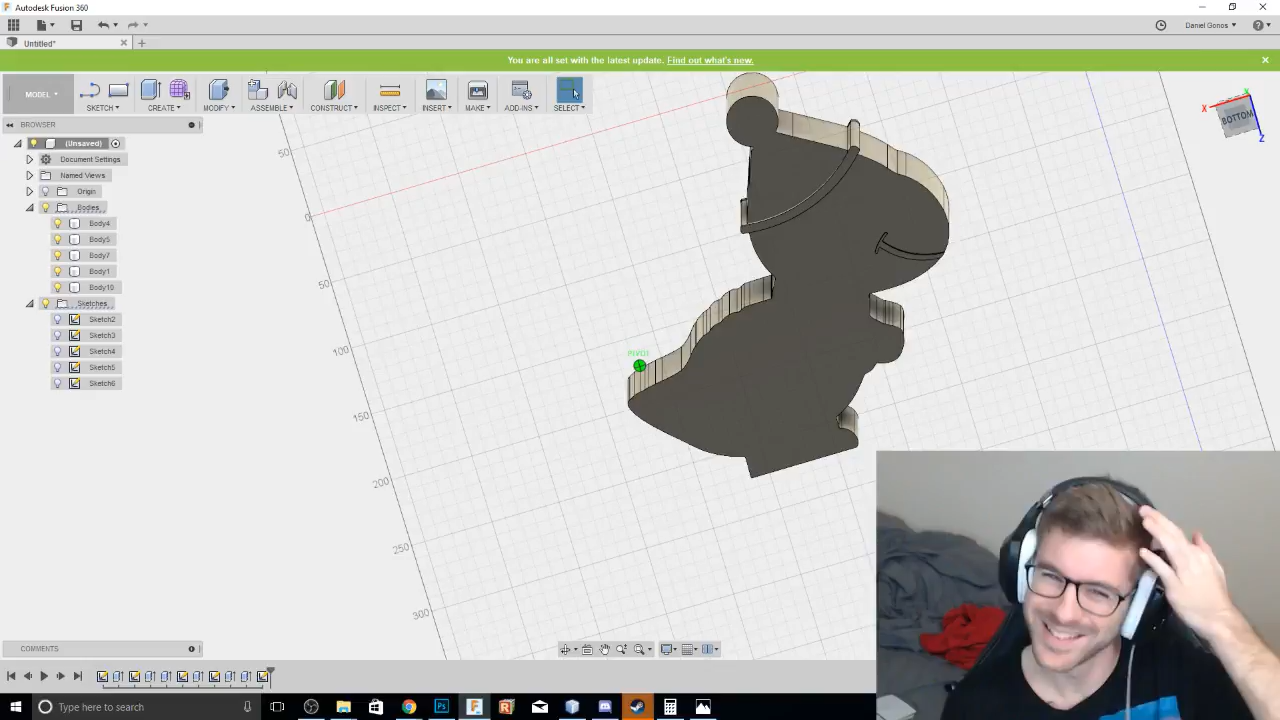 Autodesk Fusion 360
Daniel Gonos
Untitled*
You are all set with the latest update. Find out what's new.
MODEL
SKETCH
CREATE
MODIFY
ASSEMBLE
CONSTRUCT
INSPECT
INSERT
MAKE
ADD-INS
SELECT
BROWSER
(Unsaved)
Document Settings
Named Views
Origin
Bodies
Body4
Body5
Body7
Body1
Body10
Sketches
Sketch2
Sketch3
Sketch4
Sketch5
Sketch6
50
0
50
100
150
200
250
300
PIVOT
X
BOTTOM
Z
COMMENTS
Type here to search